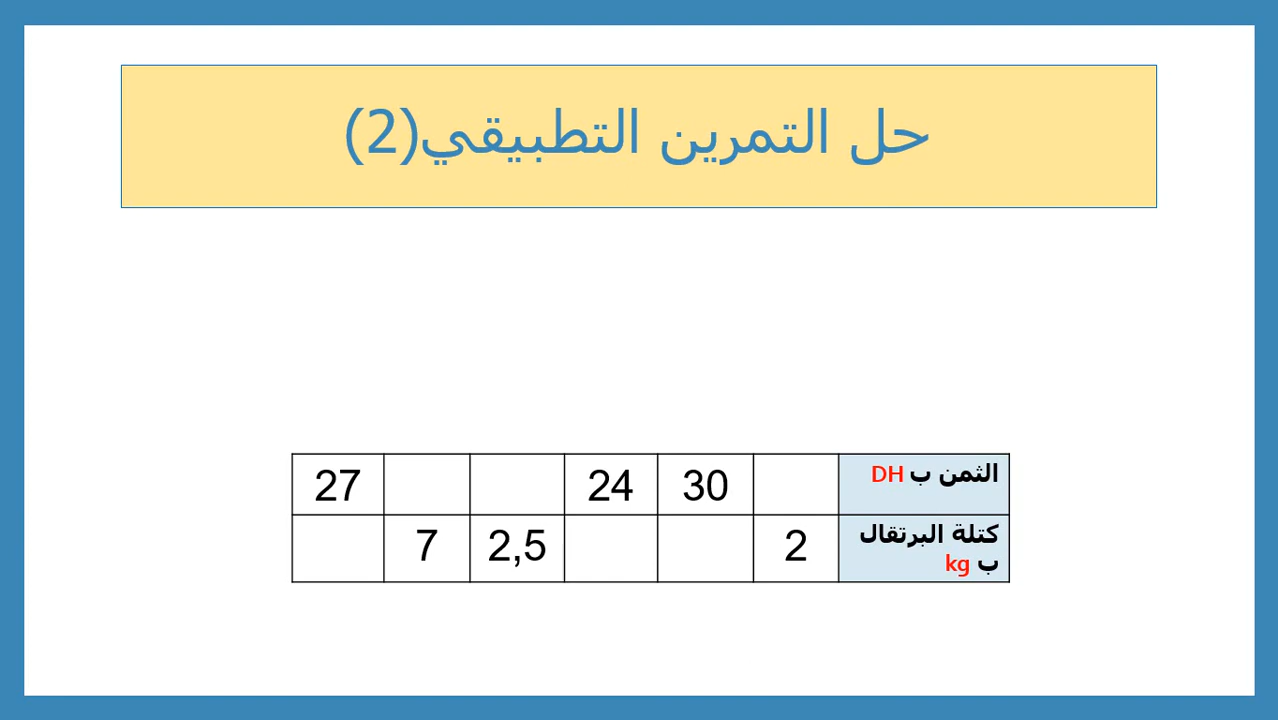 حل التمرين التطبيقي(2)
الثمن ب DH 30 24 27
كتلة البرتقال ب kg 2 2,5 7